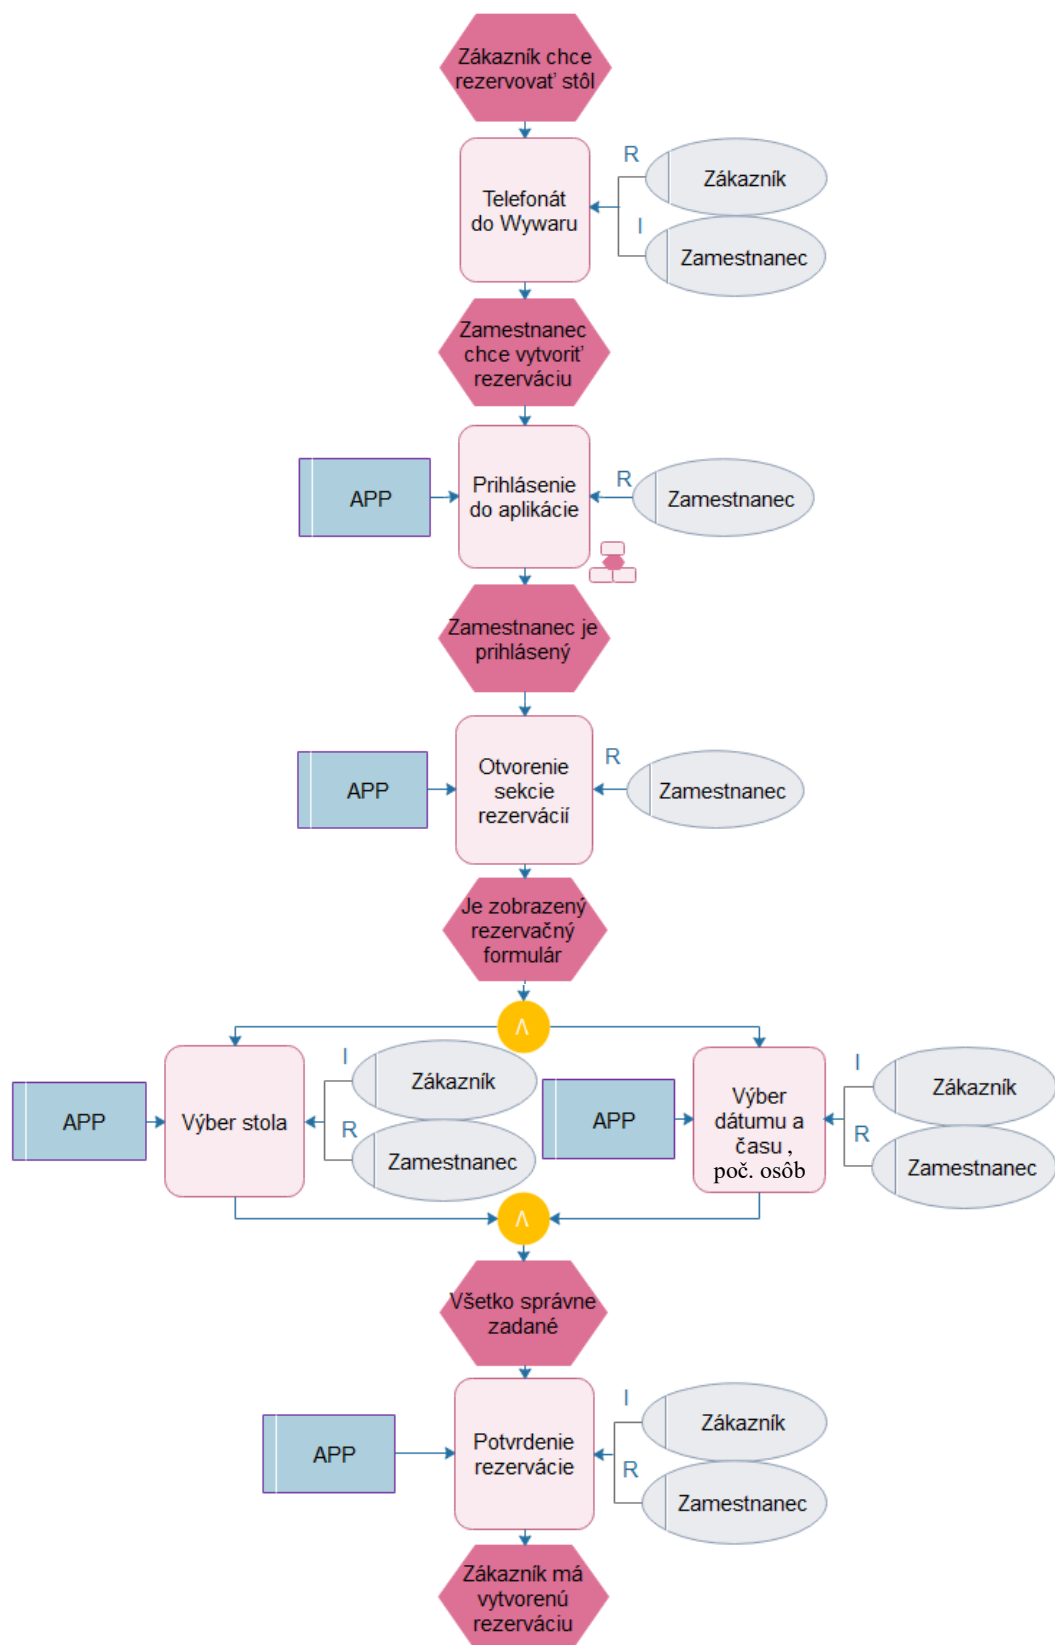 Zákazník chce
rezervovať stôl
R
Zákazník
Telefonát
do Wywaru
I
Zamestnanec
Zamestnanec
chce vytvoriť
rezerváciu
APP
Prihlásenie
do aplikácie
R
Zamestnanec
Zamestnanec je
prihlásený
APP
Otvorenie
sekcie
rezervácií
R
Zamestnanec
Je zobrazený
rezervačný
formulár
Λ
APP
Výber stola
I
Zákazník
R
Zamestnanec
APP
Výber
dátumu a
času ,
poč. osôb
I
Zákazník
R
Zamestnanec
Λ
Všetko správne
zadané
APP
Potvrdenie
rezervácie
I
Zákazník
R
Zamestnanec
Zákazník má
vytvorenú
rezerváciu